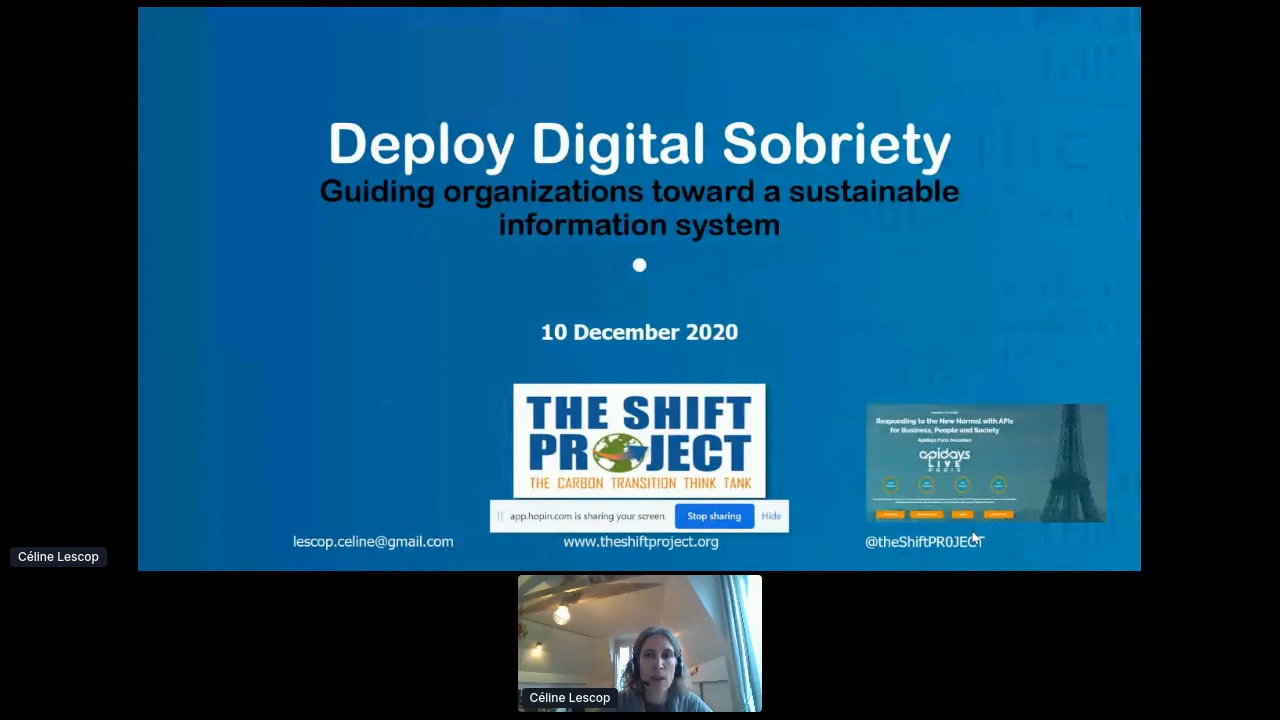 Deploy Digital Sobriety
Guiding organizations toward a sustainable
information system
10 December 2020
THE SHIFT
PROJECT
THE CARBON TRANSITION THINK TANK
Responding to the New Normal with APIs
for Business, People and Society
apidays
LIVE
PARIS
app.hopin.com is sharing your screen.
Stop sharing
Hide
lescop.celine@gmail.com
www.theshiftproject.org
@theShiftPR0JECT
Céline Lescop
Céline Lescop